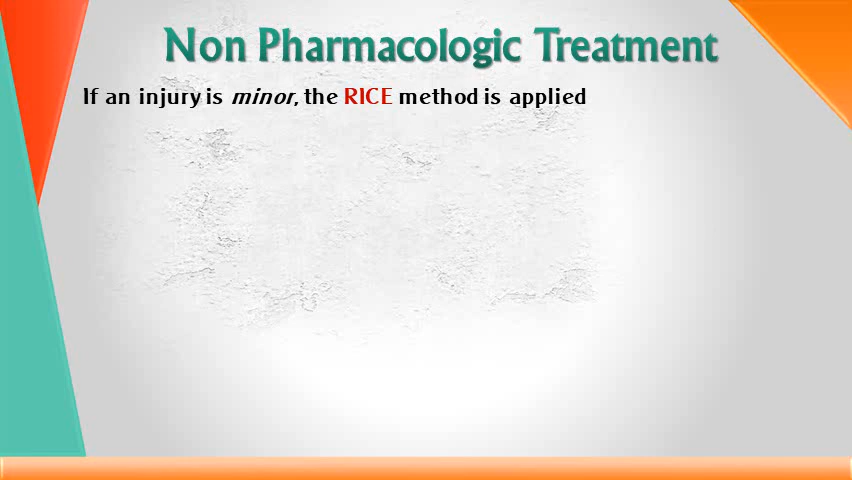 Non Pharmacologic Treatment
If an injury is minor, the RICE method is applied